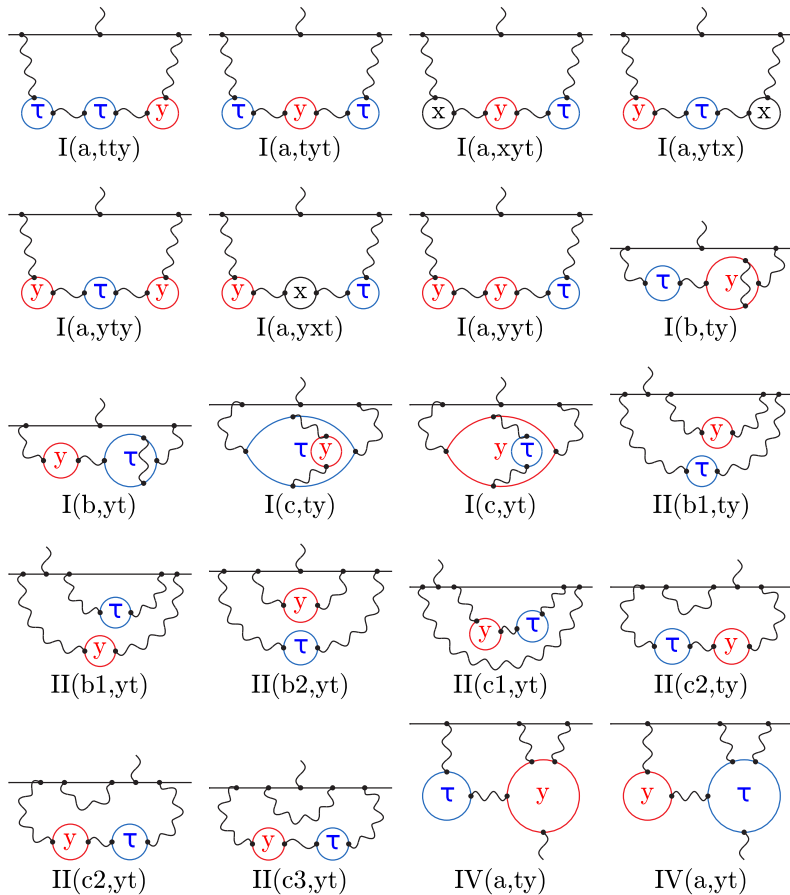 τ τ y τ y τ x y τ y τ x
I(a,tty) I(a,tyt) I(a,xyt) I(a,ytx)
y τ y y x τ y y τ τ y
I(a,yty) I(a,yxt) I(a,yyt) I(b,ty)
y τ τ y y τ y τ
I(b,yt) I(c,ty) I(c,yt) II(b1,ty)
τ y y τ y τ τ y
II(b1,yt) II(b2,yt) II(c1,yt) II(c2,ty)
y τ y τ τ y y τ
II(c2,yt) II(c3,yt) IV(a,ty) IV(a,yt)